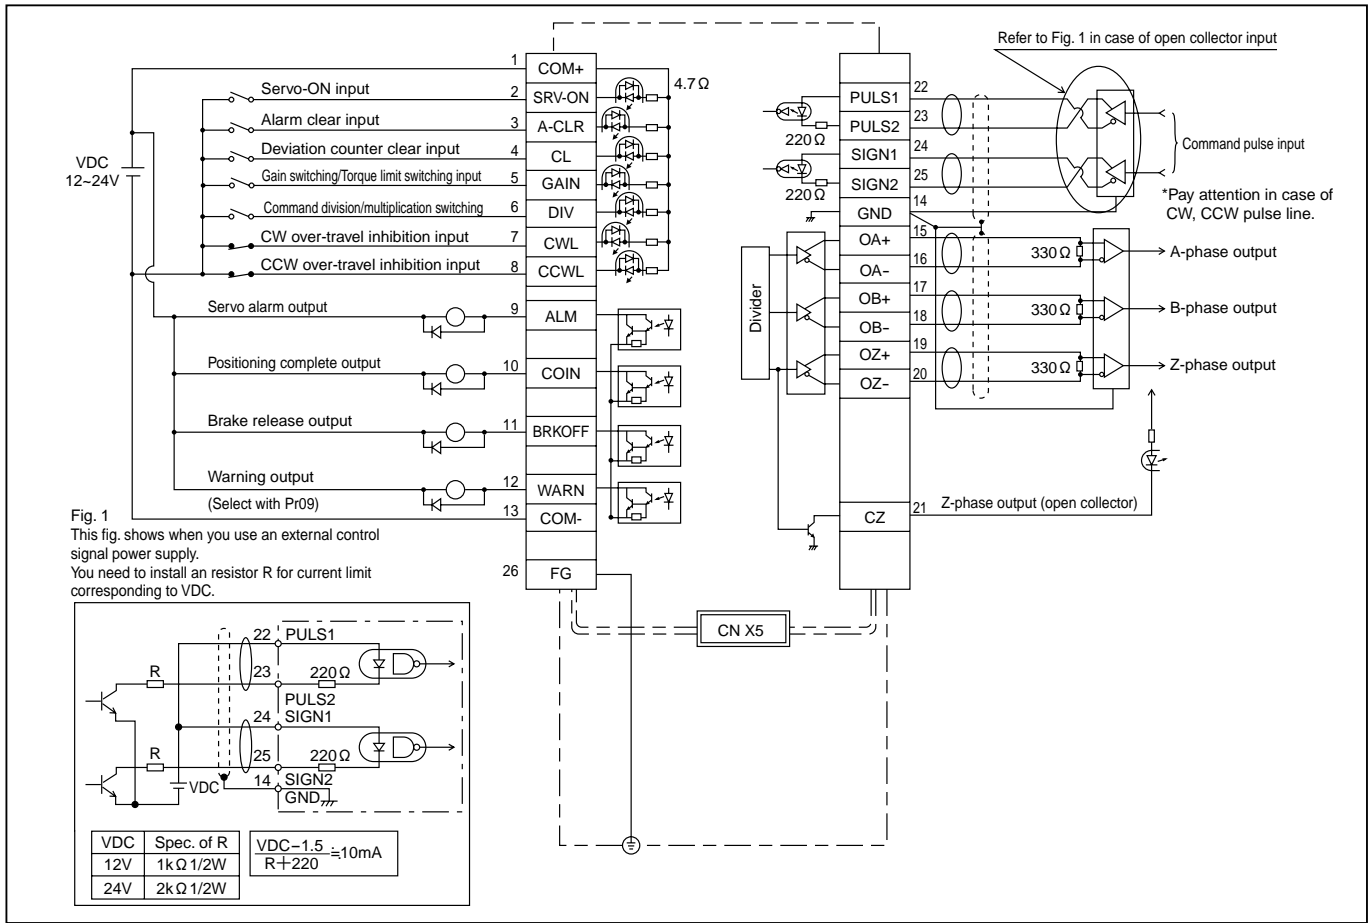 1
COM+
4.7Ω
Servo-ON input
2
SRV-ON
Alarm clear input
3
A-CLR
Deviation counter clear input
4
CL
VDC
12~24V
Gain switching/Torque limit switching input
5
GAIN
Command division/multiplication switching
6
DIV
CW over-travel inhibition input
7
CWL
CCW over-travel inhibition input
8
CCWL
Servo alarm output
9
ALM
Positioning complete output
10
COIN
Brake release output
11
BRKOFF
Warning output
12
WARN
(Select with Pr09)
13
COM-
26
FG
Refer to Fig. 1 in case of open collector input
22
PULS1
23
PULS2
220Ω
24
SIGN1
25
SIGN2
220Ω
Command pulse input
*Pay attention in case of
CW, CCW pulse line.
14
GND
15
OA+
16
OA−
330Ω
A-phase output
17
OB+
18
OB−
330Ω
B-phase output
19
OZ+
20
OZ−
330Ω
Z-phase output
Divider
21
CZ
Z-phase output (open collector)
CN X5
Fig. 1
This fig. shows when you use an external control
signal power supply.
You need to install an resistor R for current limit
corresponding to VDC.
22
PULS1
R
23
220Ω
PULS2
24
SIGN1
R
25
220Ω
SIGN2
VDC
14
GND
VDC Spec. of R
12V 1kΩ1/2W
24V 2kΩ1/2W
VDC−1.5
R+220
≒10mA